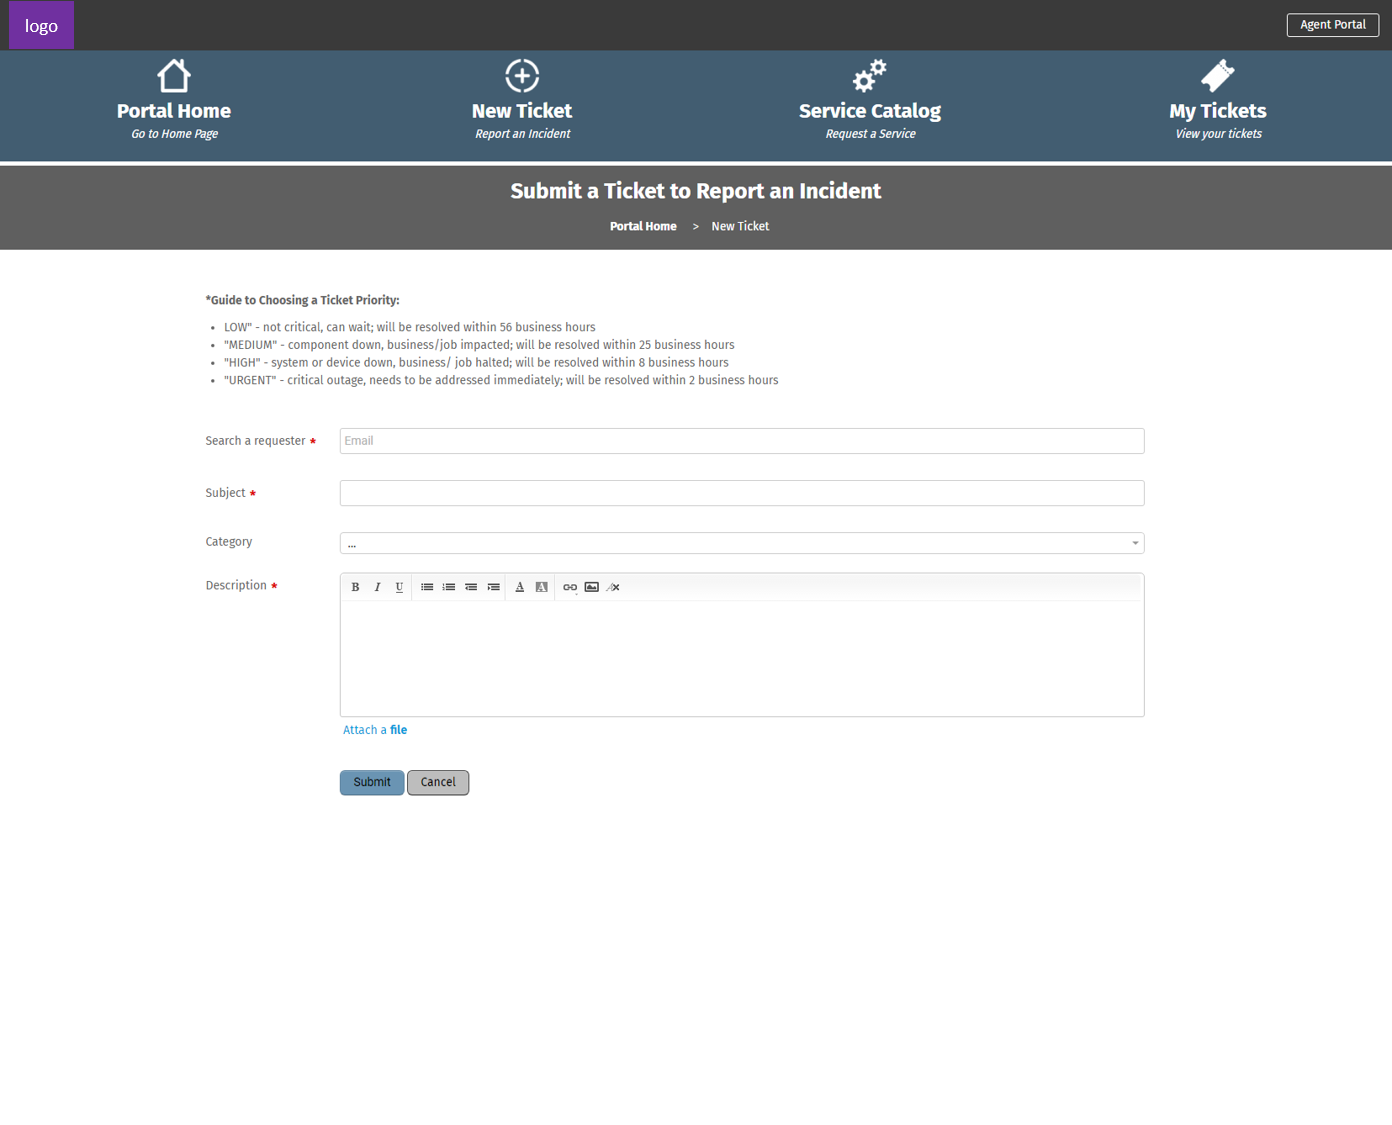 logo
Agent Portal
Portal Home
Go to Home Page
New Ticket
Report an Incident
Service Catalog
Request a Service
My Tickets
View your tickets
Submit a Ticket to Report an Incident
Portal Home > New Ticket
*Guide to Choosing a Ticket Priority:
• LOW" - not critical, can wait; will be resolved within 56 business hours
• "MEDIUM" - component down, business/job impacted; will be resolved within 25 business hours
• "HIGH" - system or device down, business/ job halted; will be resolved within 8 business hours
• "URGENT" - critical outage, needs to be addressed immediately; will be resolved within 2 business hours
Search a requester *
Email
Subject *
Category
...
Description *
B I U A A
Attach a file
Submit
Cancel